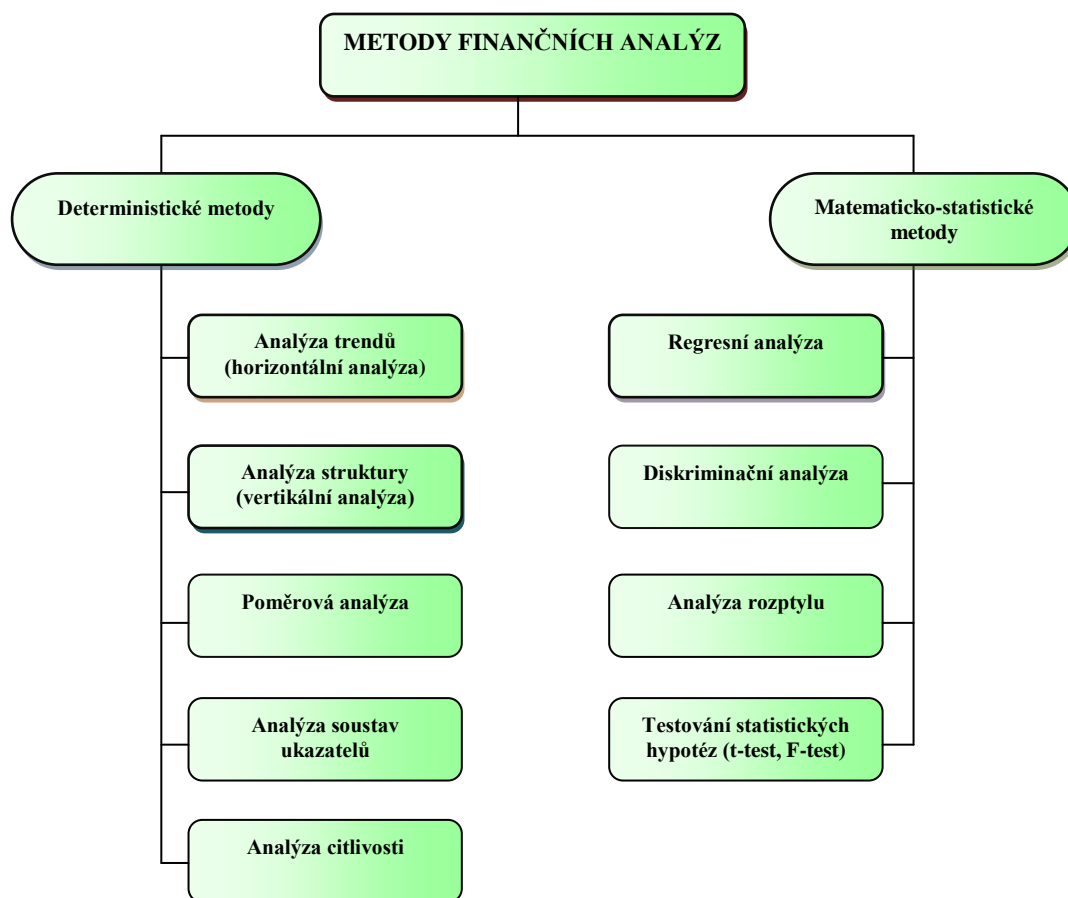 METODY FINANČNÍCH ANALÝZ
Deterministické metody
Matematicko-statistické
metody
Analýza trendů
(horizontální analýza)
Regresní analýza
Analýza struktury
(vertikální analýza)
Diskriminační analýza
Poměrová analýza
Analýza rozptylu
Analýza soustav
ukazatelů
Testování statistických
hypotéz (t-test, F-test)
Analýza citlivosti